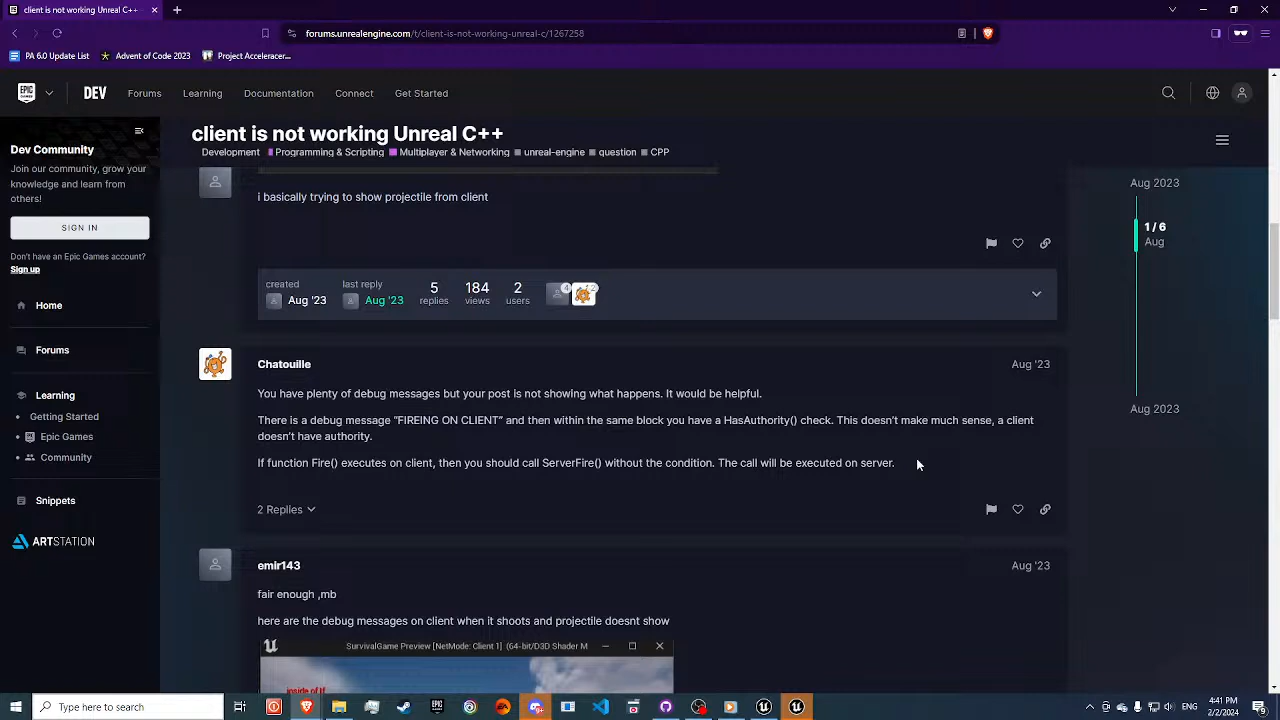 client is not working Unreal C++
forums.unrealengine.com/t/client-is-not-working-unreal-c/1267258
PA 6.0 Update List
Advent of Code 2023
Project Accelerace...
EPIC GAMES
DEV
Forums
Learning
Documentation
Connect
Get Started
Dev Community
Join our community, grow your
knowledge and learn from
others!
SIGN IN
Don't have an Epic Games account?
Sign up
Home
Forums
Learning
Getting Started
Epic Games
Community
Snippets
ARTSTATION
client is not working Unreal C++
Development Programming & Scripting Multiplayer & Networking unreal-engine question CPP
i basically trying to show projectile from client
created
Aug '23
last reply
Aug '23
5
replies
184
views
2
users
4
2
Chatouille
Aug '23
You have plenty of debug messages but your post is not showing what happens. It would be helpful.
There is a debug message “FIREING ON CLIENT” and then within the same block you have a HasAuthority() check. This doesn’t make much sense, a client
doesn’t have authority.
If function Fire() executes on client, then you should call ServerFire() without the condition. The call will be executed on server.
2 Replies
emir143
Aug '23
fair enough ,mb
here are the debug messages on client when it shoots and projectile doesnt show
SurvivalGame Preview [NetMode: Client 1] (64-bit/D3D Shader M
inside of If
Aug 2023
1 / 6
Aug
Aug 2023
Type here to search
4:41 PM
2/2/2024